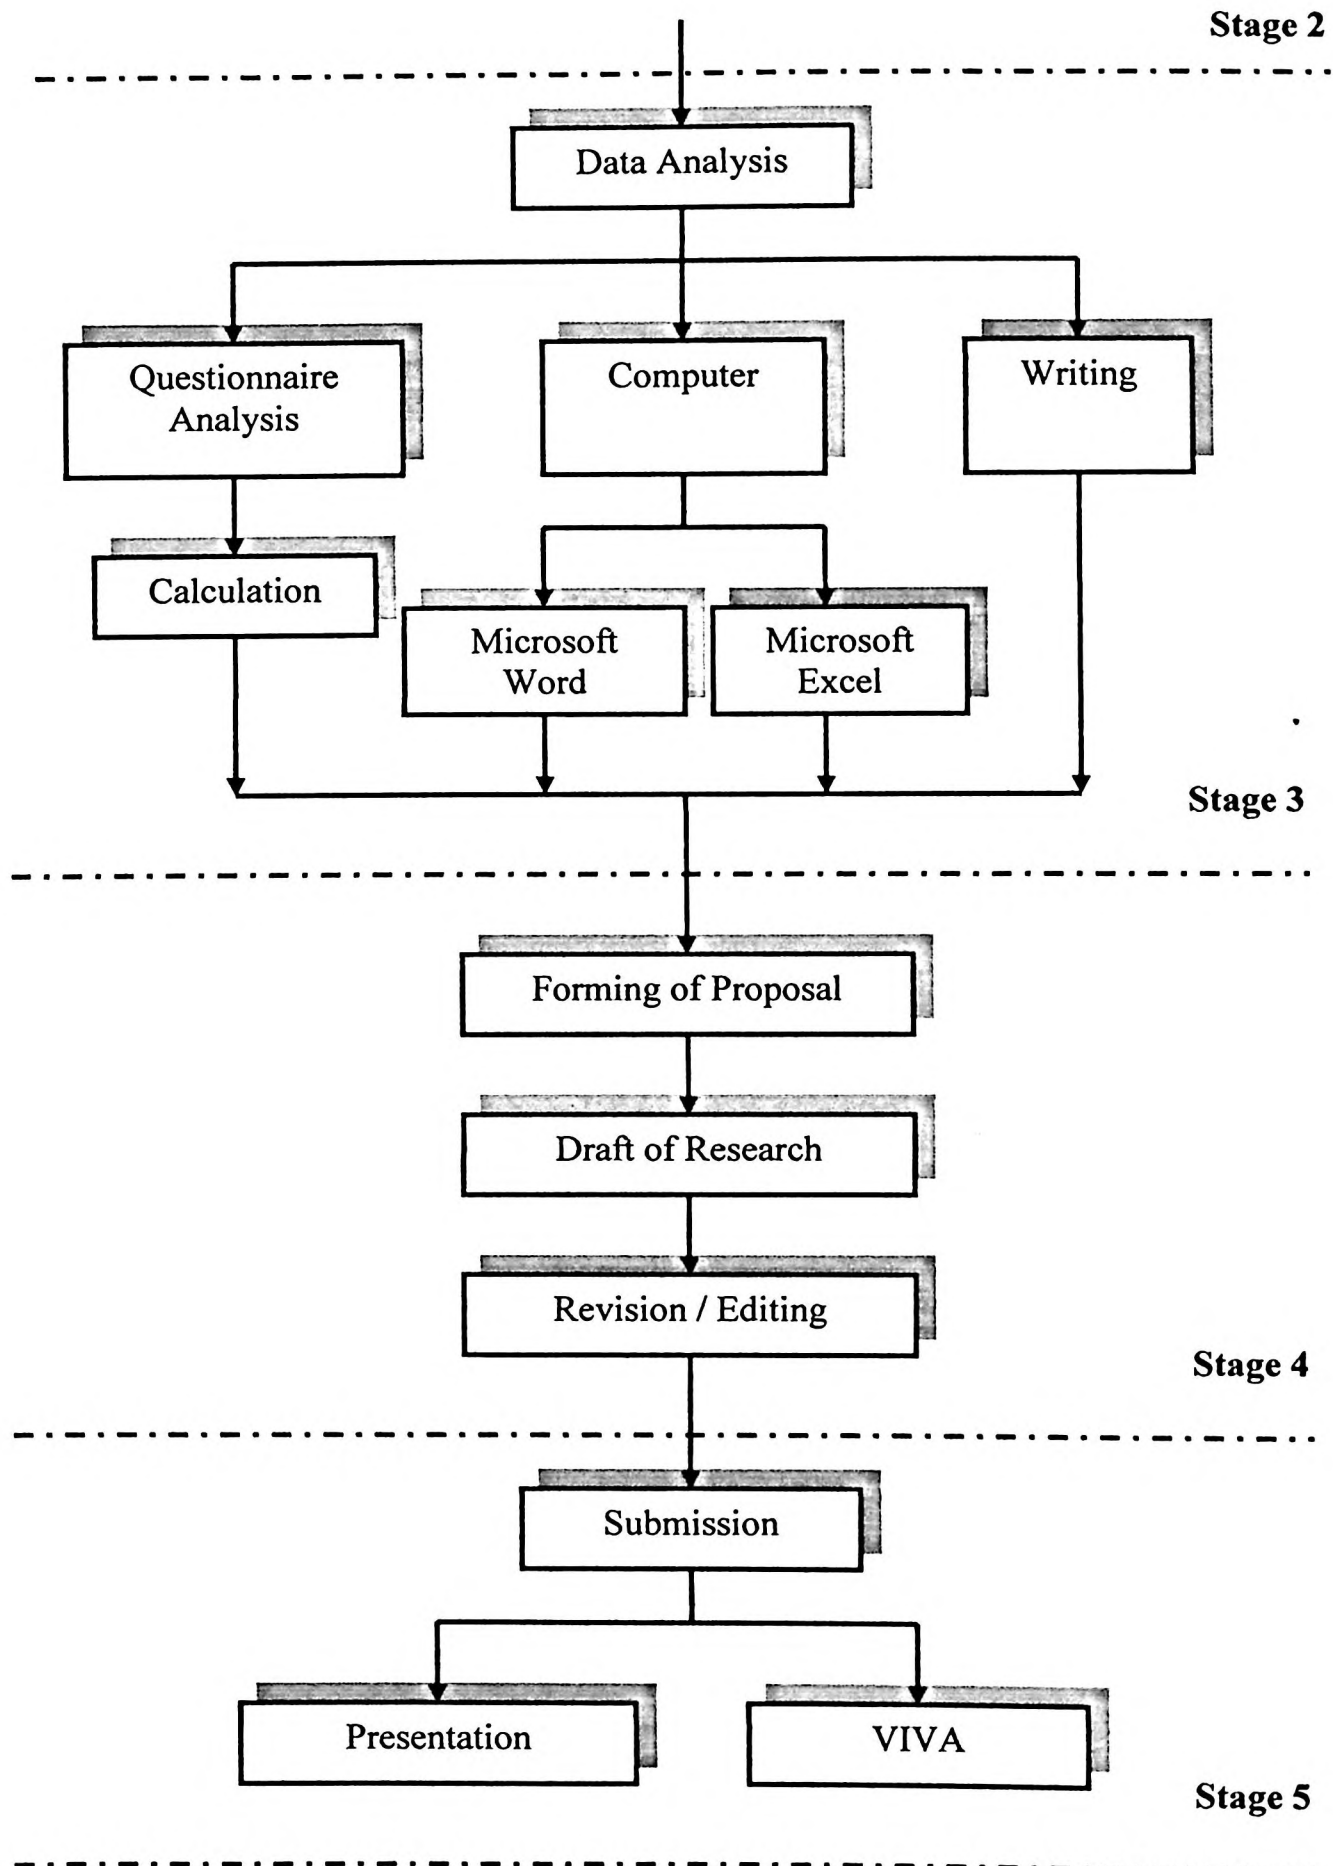 Stage 2
Data Analysis
Questionnaire
Analysis
Computer
Writing
Calculation
Microsoft
Word
Microsoft
Excel
Stage 3
Forming of Proposal
Draft of Research
Revision / Editing
Stage 4
Submission
Presentation
VIVA
Stage 5